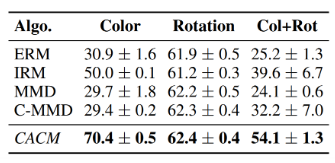 Algo. Color Rotation Col+Rot
ERM 30.9 ± 1.6 61.9 ± 0.5 25.2 ± 1.3
IRM 50.0 ± 0.1 61.2 ± 0.3 39.6 ± 6.7
MMD 29.7 ± 1.8 62.2 ± 0.5 24.1 ± 0.6
C-MMD 29.4 ± 0.2 62.3 ± 0.4 32.2 ± 7.0
CACM 70.4 ± 0.5 62.4 ± 0.4 54.1 ± 1.3